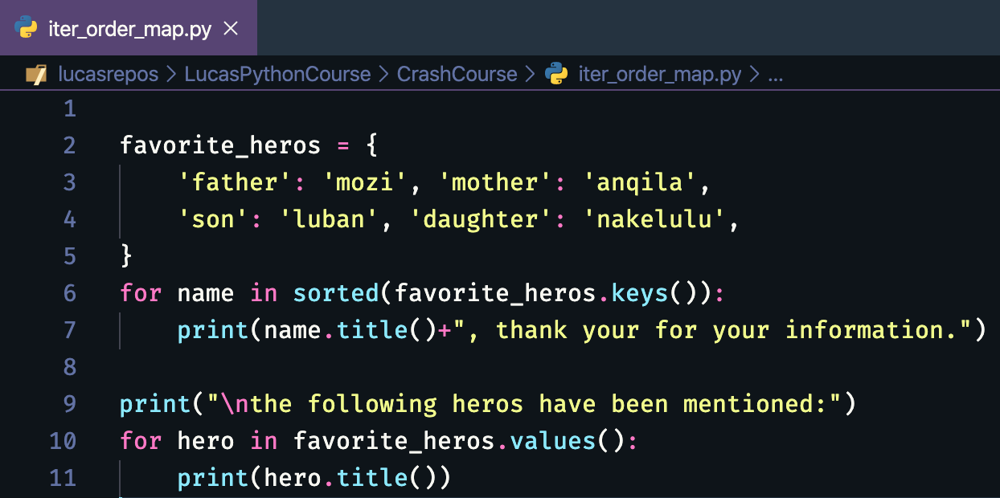 iter_order_map.py
lucasrepos > LucasPythonCourse > CrashCourse > iter_order_map.py > ...
1
2 favorite_heros = {
3     'father': 'mozi', 'mother': 'anqila',
4     'son': 'luban', 'daughter': 'nakelulu',
5 }
6 for name in sorted(favorite_heros.keys()):
7     print(name.title()+", thank your for your information.")
8
9 print("\nthe following heros have been mentioned:")
10 for hero in favorite_heros.values():
11     print(hero.title())